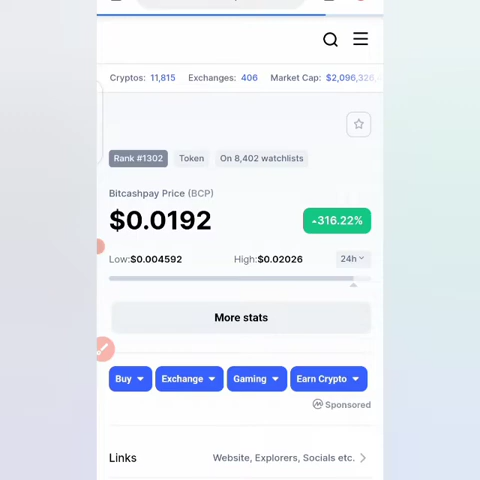 Cryptos: 11,815 Exchanges: 406 Market Cap: $2,096,326,
Rank #1302 Token On 8,402 watchlists
Bitcashpay Price (BCP)
$0.0192 316.22%
Low:$0.004592 High:$0.02026 24h
More stats
Buy Exchange Gaming Earn Crypto
Sponsored
Links Website, Explorers, Socials etc.